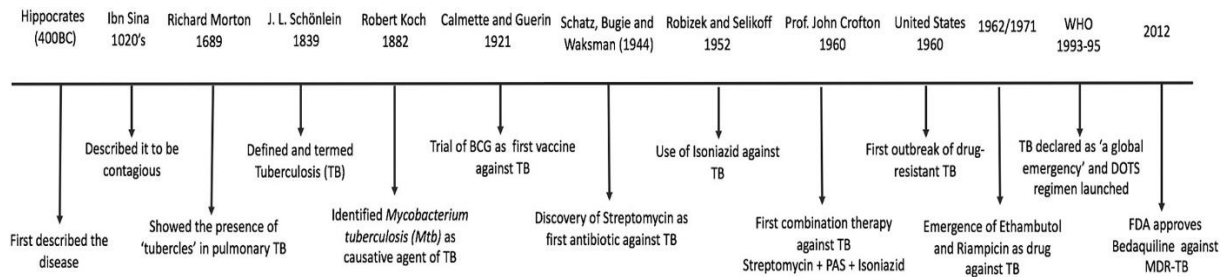 Hippocrates
(400BC)
Ibn Sina
1020's
Richard Morton
1689
J. L. Schönlein
1839
Robert Koch
1882
Calmette and Guerin
1921
Schatz, Bugie and
Waksman (1944)
Robizek and Selikoff
1952
Prof. John Crofton
1960
United States
1960
1962/1971
WHO
1993-95
2012
Described it to be
contagious
Defined and termed
Tuberculosis (TB)
Trial of BCG as first vaccine
against TB
Use of Isoniazid against
TB
First outbreak of drug-
resistant TB
TB declared as 'a global
emergency' and DOTS
regimen launched
First described the
disease
Showed the presence of
'tubercles' in pulmonary TB
Identified Mycobacterium
tuberculosis (Mtb) as
causative agent of TB
Discovery of Streptomycin as
first antibiotic against TB
First combination therapy
against TB
Streptomycin + PAS + Isoniazid
Emergence of Ethambutol
and Riampicin as drug
against TB
FDA approves
Bedaquiline against
MDR-TB